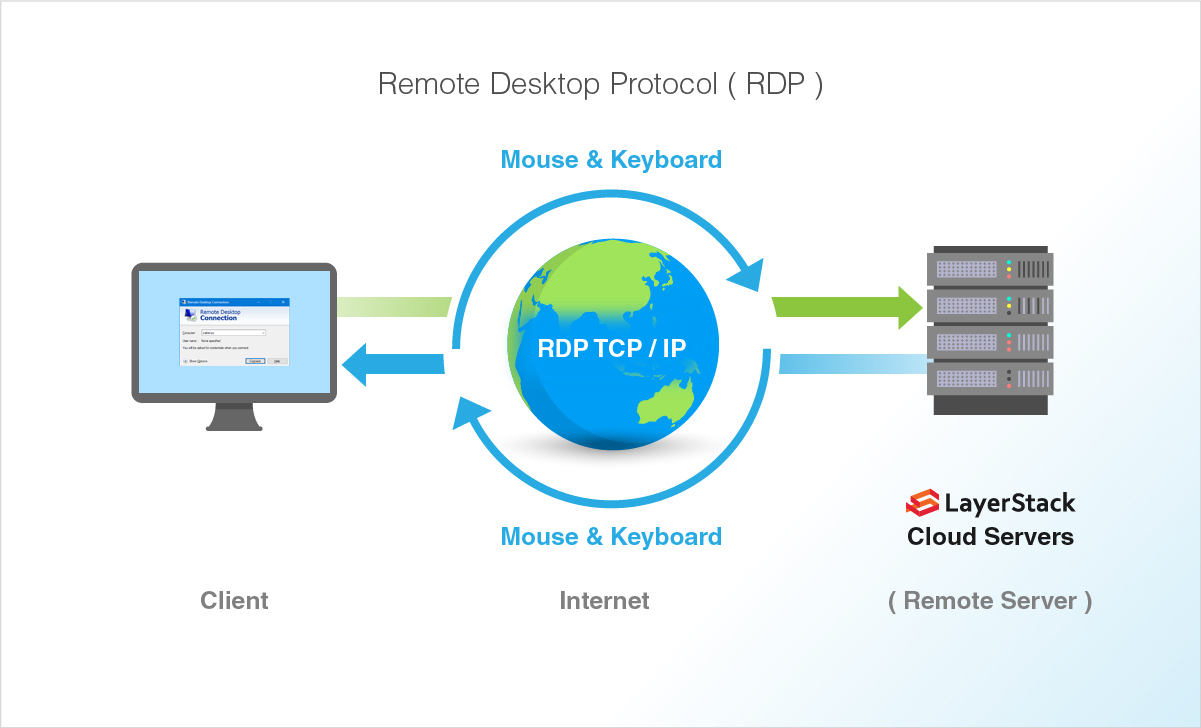 Remote Desktop Protocol ( RDP )
Mouse & Keyboard
Remote Desktop Connection
Remote Desktop
Connection
Computer:
User name: None specified
You will be asked for credentials when you connect.
Show Options
Connect Help
RDP TCP / IP
LayerStack
Cloud Servers
Mouse & Keyboard
Client
Internet
( Remote Server )